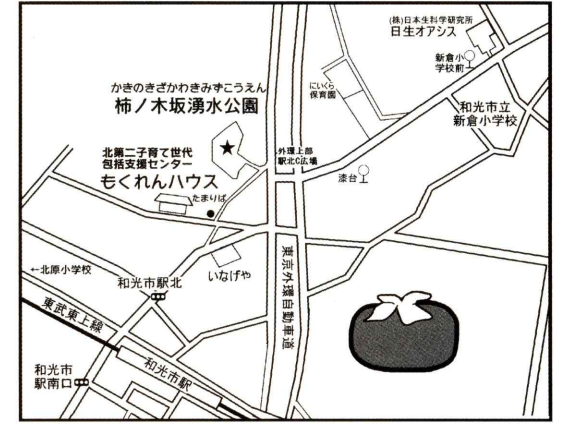 (株)日本生科学研究所
日生オアシス
新倉小
学校前
にいくら
保育園
和光市立
新倉小学校
かきのきざかわきみずこうえん
柿ノ木坂湧水公園
★
外環上部
駅北C広場
漆台
北第二子育て世代
包括支援センター
もくれんハウス
たまりば
いなげや
←北原小学校
和光市駅北
東京外環自動車道
東武東上線
和光市駅
和光市
駅南口